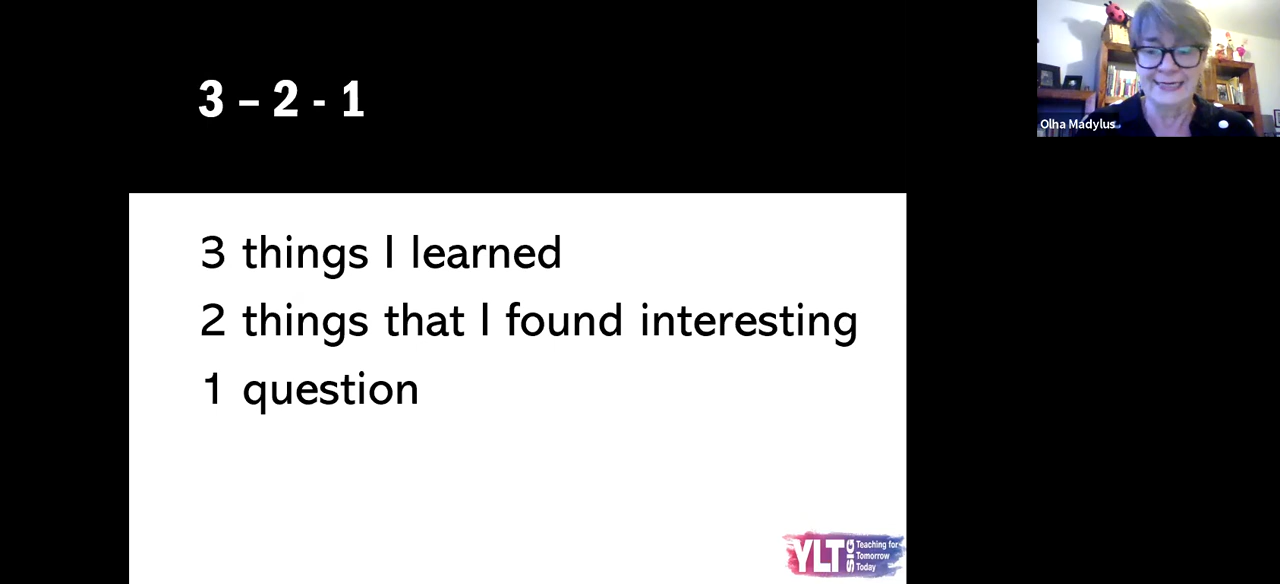 3 – 2 - 1
Olha Madylus
3 things I learned
2 things that I found interesting
1 question
YLT SIG Teaching for
Tomorrow
Today